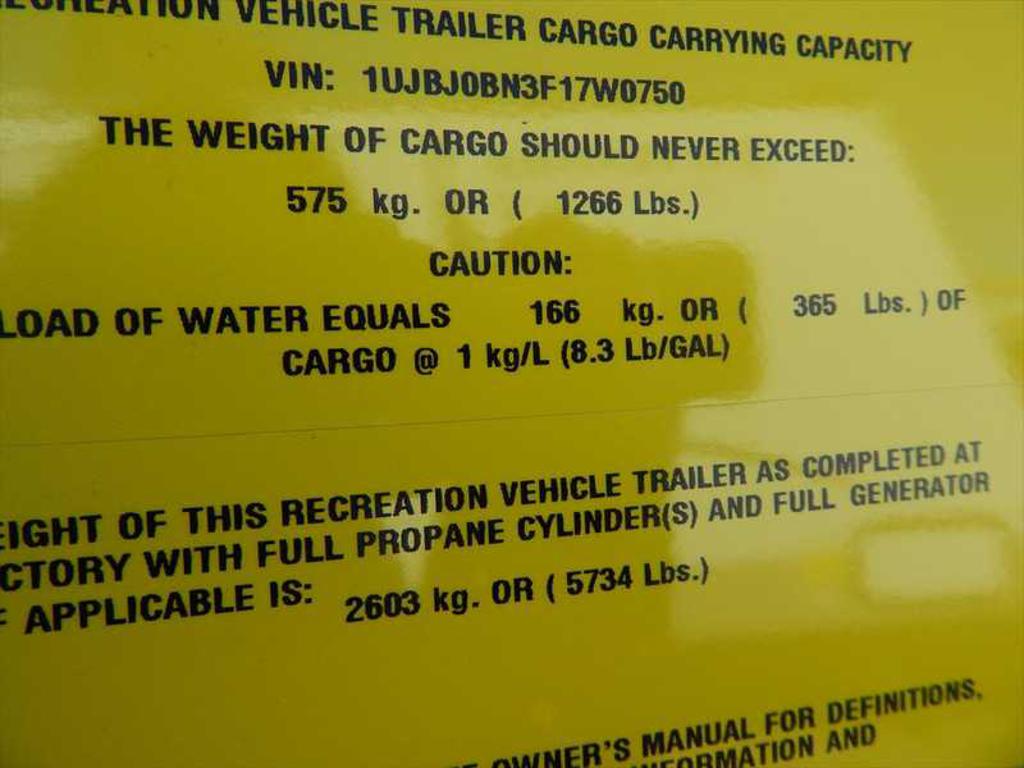 RECREATION VEHICLE TRAILER CARGO CARRYING CAPACITY
VIN: 1UJBJ0BN3F17W0750
THE WEIGHT OF CARGO SHOULD NEVER EXCEED:
575 kg. OR ( 1266 Lbs.)
CAUTION:
LOAD OF WATER EQUALS 166 kg. OR ( 365 Lbs. ) OF
CARGO @ 1 kg/L (8.3 Lb/GAL)
EIGHT OF THIS RECREATION VEHICLE TRAILER AS COMPLETED AT
CTORY WITH FULL PROPANE CYLINDER(S) AND FULL GENERATOR
F APPLICABLE IS: 2603 kg. OR ( 5734 Lbs.)
OWNER'S MANUAL FOR DEFINITIONS,
INFORMATION AND